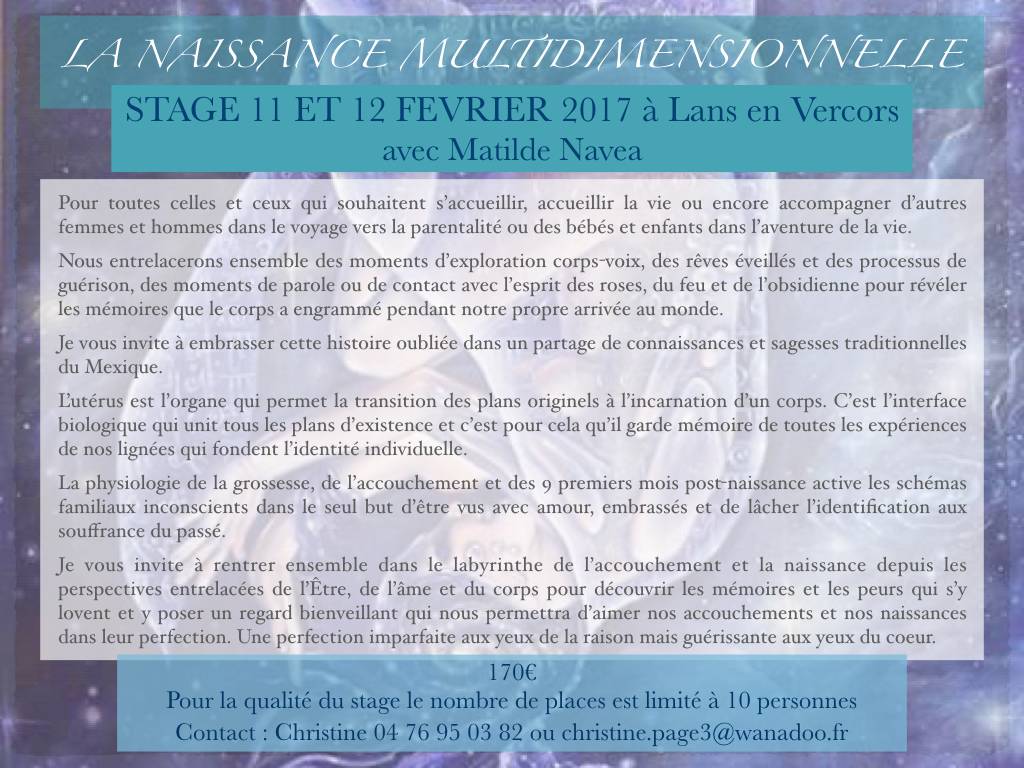 LA NAISSANCE MULTIDIMENSIONNELLE
STAGE 11 ET 12 FEVRIER 2017 à Lans en Vercors
avec Matilde Navea
Pour toutes celles et ceux qui souhaitent s'accueillir, accueillir la vie ou encore accompagner d'autres
femmes et hommes dans le voyage vers la parentalité ou des bébés et enfants dans l'aventure de la vie.
Nous entrelacerons ensemble des moments d'exploration corps-voix, des rêves éveillés et des processus de
guérison, des moments de parole ou de contact avec l'esprit des roses, du feu et de l'obsidienne pour révéler
les mémoires que le corps a engrammé pendant notre propre arrivée au monde.
Je vous invite à embrasser cette histoire oubliée dans un partage de connaissances et sagesses traditionnelles
du Mexique.
L'utérus est l'organe qui permet la transition des plans originels à l'incarnation d'un corps. C'est l'interface
biologique qui unit tous les plans d'existence et c'est pour cela qu'il garde mémoire de toutes les expériences
de nos lignées qui fondent l'identité individuelle.
La physiologie de la grossesse, de l'accouchement et des 9 premiers mois post-naissance active les schémas
familiaux inconscients dans le seul but d'être vus avec amour, embrassés et de lâcher l'identification aux
souffrance du passé.
Je vous invite à rentrer ensemble dans le labyrinthe de l'accouchement et la naissance depuis les
perspectives entrelacées de l'Être, de l'âme et du corps pour découvrir les mémoires et les peurs qui s'y
lovent et y poser un regard bienveillant qui nous permettra d'aimer nos accouchements et nos naissances
dans leur perfection. Une perfection imparfaite aux yeux de la raison mais guérissante aux yeux du coeur.
170€
Pour la qualité du stage le nombre de places est limité à 10 personnes
Contact : Christine 04 76 95 03 82 ou christine.page3@wanadoo.fr